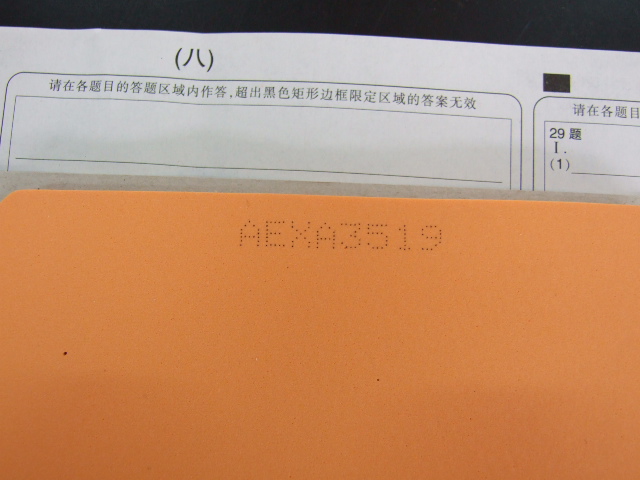 (八)
请在各题目的答题区域内作答,超出黑色矩形边框限定区域的答案无效
请在各题目
29 题
I.
(1)
AEXA3519